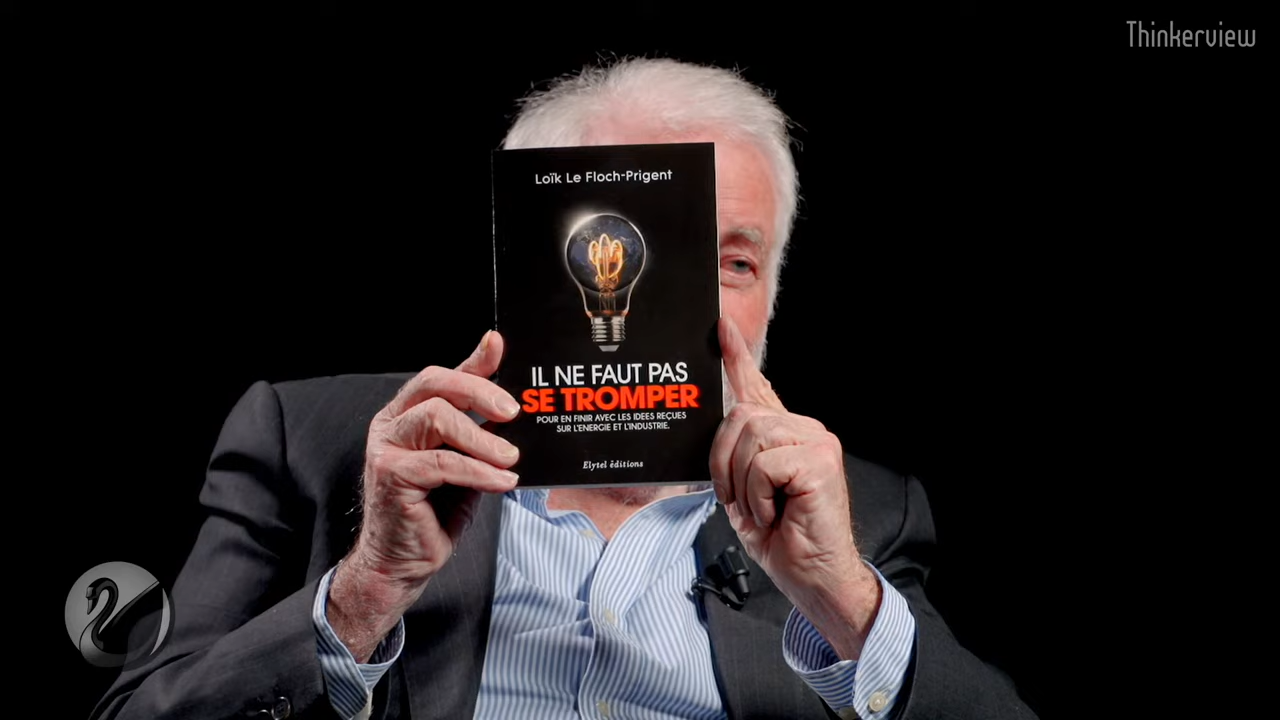 Thinkerview
Loïk Le Floch-Prigent
IL NE FAUT PAS
SE TROMPER
POUR EN FINIR AVEC LES IDEES REÇUES
SUR L'ENERGIE ET L'INDUSTRIE.
Elytel éditions